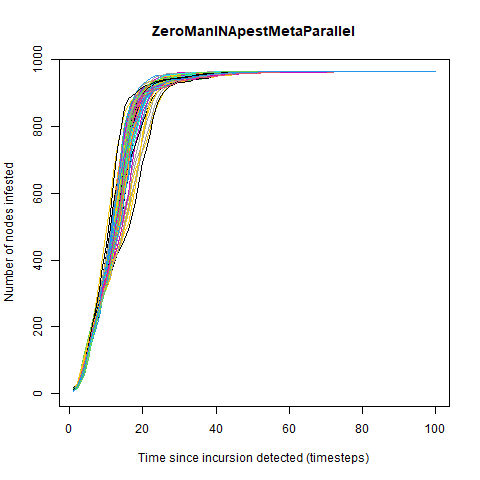 ZeroManINApestMetaParallel
Number of nodes infested
1000
800
600
400
200
0
0 20 40 60 80 100
Time since incursion detected (timesteps)